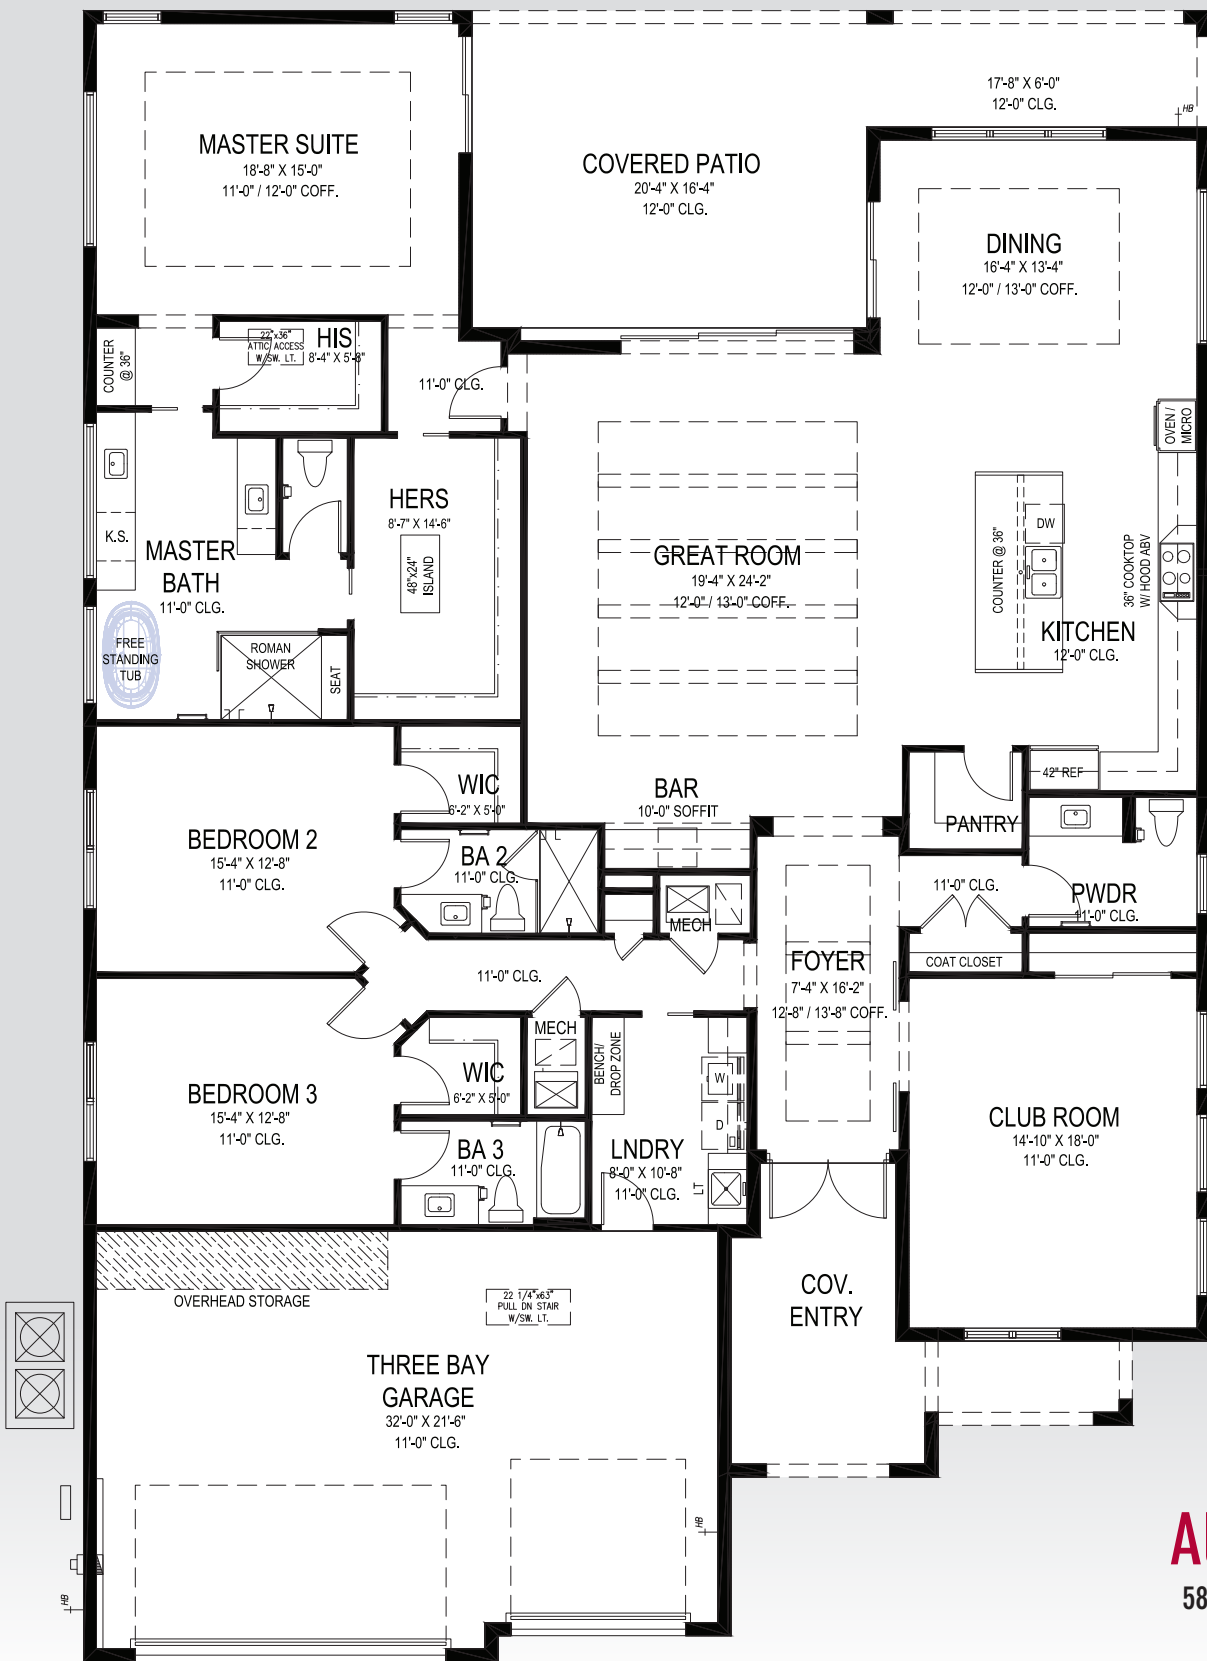 17'-8" X 6'-0"
12'-0" CLG.
HB
MASTER SUITE
18'-8" X 15'-0"
11'-0" / 12'-0" COFF.
COVERED PATIO
20'-4" X 16'-4"
12'-0" CLG.
DINING
16'-4" X 13'-4"
12'-0" / 13'-0" COFF.
COUNTER
@ 36"
22"x36"
ATTIC ACCESS
W/SW. LT.
HIS
8'-4" X 5'-8"
11'-0" CLG.
OVEN /
MICRO
HERS
8'-7" X 14'-6"
48"x24"
ISLAND
K.S.
MASTER
BATH
11'-0" CLG.
FREE
STANDING
TUB
ROMAN
SHOWER
SEAT
GREAT ROOM
19'-4" X 24'-2"
12'-0" / 13'-0" COFF.
COUNTER @ 36"
DW
36" COOKTOP
W/ HOOD ABV
KITCHEN
12'-0" CLG.
42" REF
WIC
6'-2" X 5'-0"
BAR
10'-0" SOFFIT
PANTRY
BEDROOM 2
15'-4" X 12'-8"
11'-0" CLG.
BA 2
11'-0" CLG.
MECH
11'-0" CLG.
PWDR
11'-0" CLG.
COAT CLOSET
11'-0" CLG.
FOYER
7'-4" X 16'-2"
12'-8" / 13'-8" COFF.
MECH
BENCH/
DROP ZONE
W
D
WIC
6'-2" X 5'-0"
BEDROOM 3
15'-4" X 12'-8"
11'-0" CLG.
BA 3
11'-0" CLG.
LNDRY
8'-0" X 10'-8"
11'-0" CLG.
LT
CLUB ROOM
14'-10" X 18'-0"
11'-0" CLG.
OVERHEAD STORAGE
22 1/4"x63"
PULL DN STAIR
W/SW. LT.
COV.
ENTRY
THREE BAY
GARAGE
32'-0" X 21'-6"
11'-0" CLG.
HB
HB
58